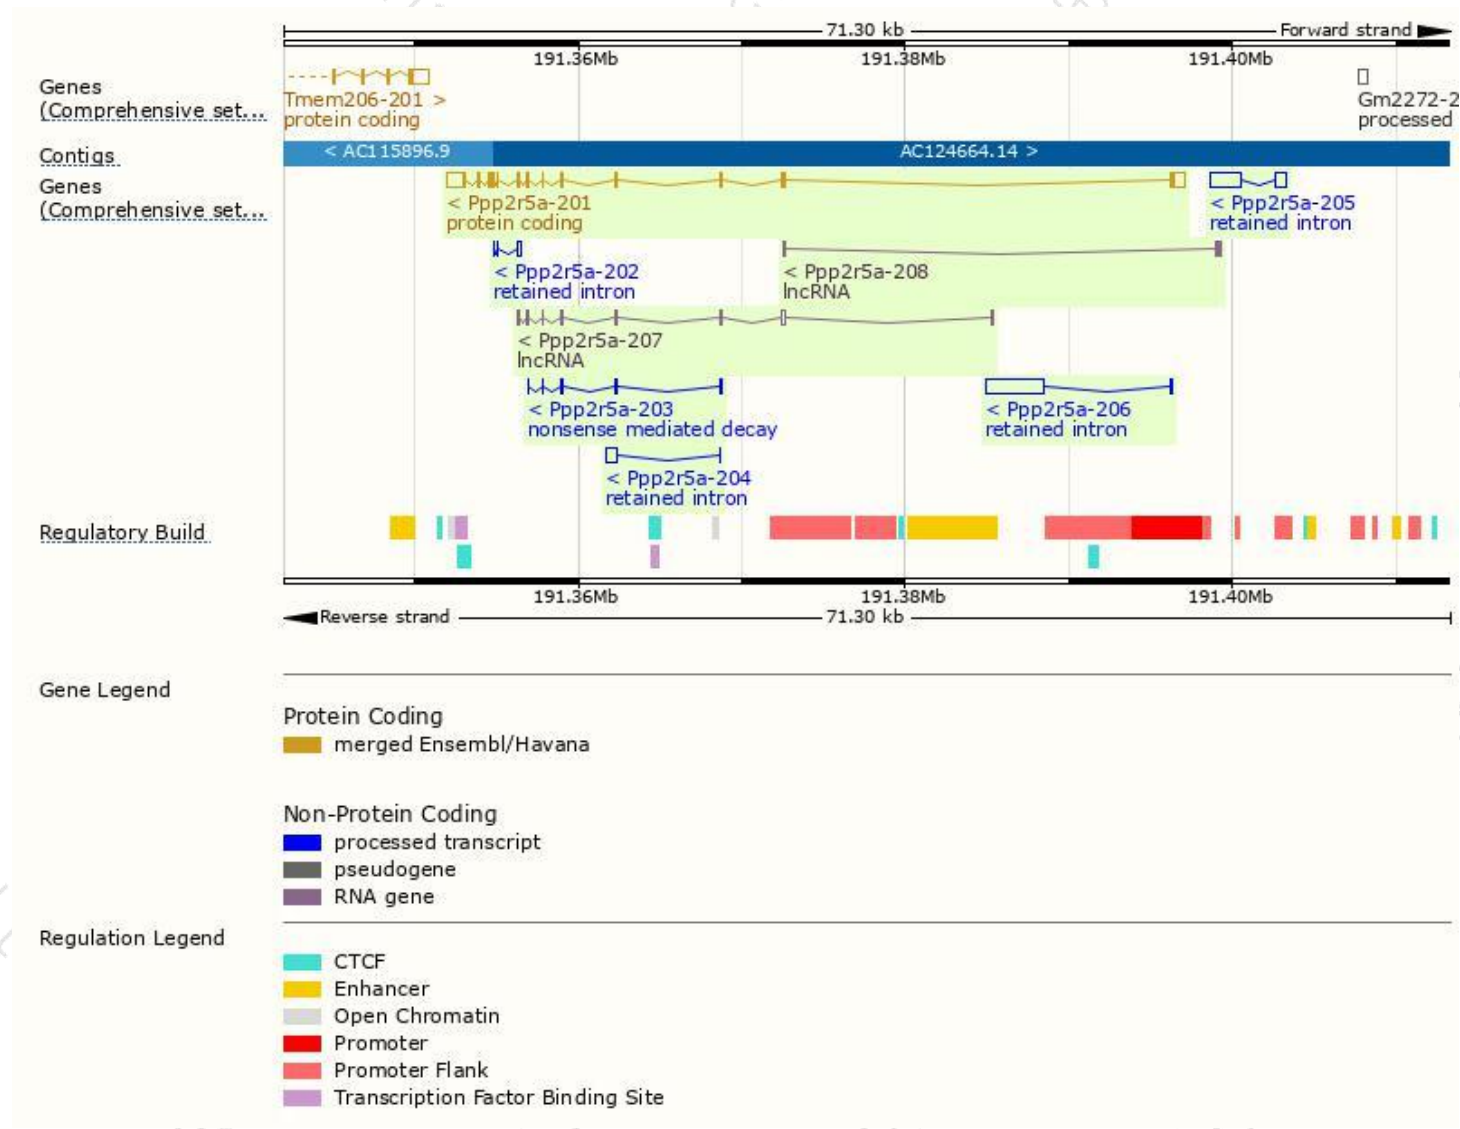 71.30 kb Forward strand
191.36Mb 191.38Mb 191.40Mb
Genes
(Comprehensive set...
Tmem206-201 >
protein coding
Gm2272-2
processed
Contigs
< AC115896.9 AC124664.14 >
Genes
(Comprehensive set...
< Ppp2r5a-201
protein coding
< Ppp2r5a-205
retained intron
< Ppp2r5a-202
retained intron
< Ppp2r5a-208
lncRNA
< Ppp2r5a-207
lncRNA
< Ppp2r5a-203
nonsense mediated decay
< Ppp2r5a-206
retained intron
< Ppp2r5a-204
retained intron
Regulatory Build
191.36Mb 191.38Mb 191.40Mb
Reverse strand 71.30 kb
Gene Legend
Protein Coding
merged Ensembl/Havana
Non-Protein Coding
processed transcript
pseudogene
RNA gene
Regulation Legend
CTCF
Enhancer
Open Chromatin
Promoter
Promoter Flank
Transcription Factor Binding Site